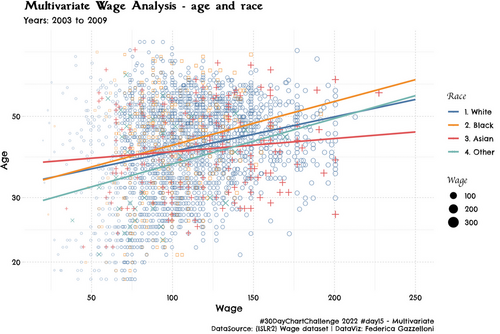 Multivariate Wage Analysis - age and race
Years: 2003 to 2009
50
30
20
Age
50
100
150
200
250
Wage
Race
1. White
2. Black
3. Asian
4. Other
Wage
100
200
300
#30DayChartChallenge 2022 #day15 - Multivariate
DataSource: {ISLR2} Wage dataset | DataViz: Federica Gazzelloni